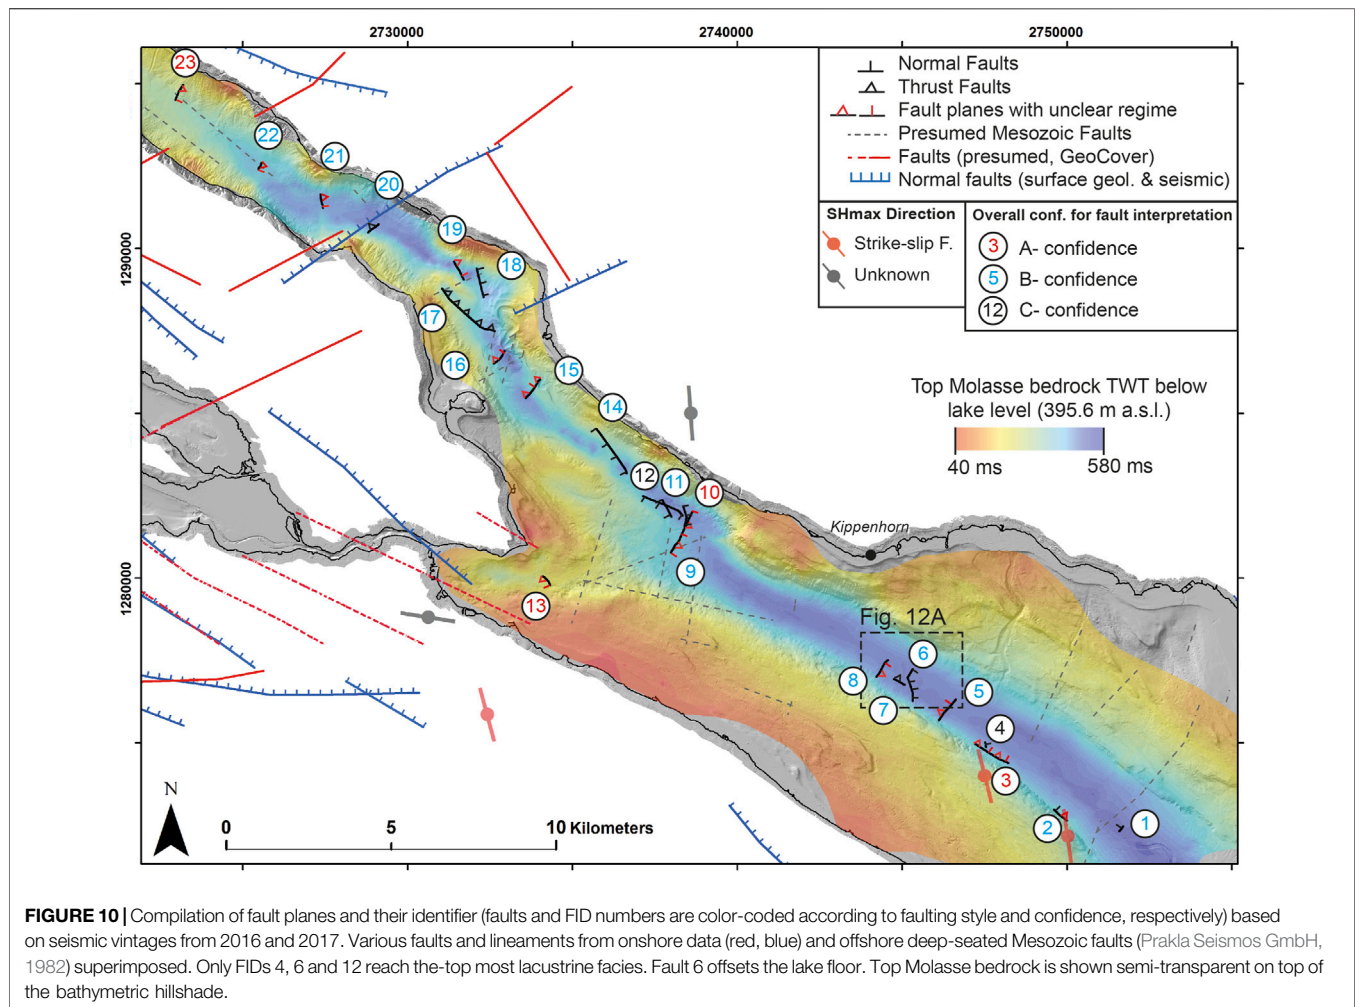 2730000
2740000
2750000
1290000
1280000
23
22
21
20
19
18
17
16
15
14
12
11
10
9
13
Kippenhorn
Fig. 12A
6
8
7
5
4
3
2
1
Normal Faults
Thrust Faults
Fault planes with unclear regime
Presumed Mesozoic Faults
Faults (presumed, GeoCover)
Normal faults (surface geol. & seismic)
SHmax Direction
Strike-slip F.
Unknown
Overall conf. for fault interpretation
3 A- confidence
5 B- confidence
12 C- confidence
Top Molasse bedrock TWT below
lake level (395.6 m a.s.l.)
40 ms
580 ms
N
0 5 10 Kilometers
FIGURE 10 | Compilation of fault planes and their identifier (faults and FID numbers are color-coded according to faulting style and confidence, respectively) based
on seismic vintages from 2016 and 2017. Various faults and lineaments from onshore data (red, blue) and offshore deep-seated Mesozoic faults (Prakla Seismos GmbH,
1982) superimposed. Only FIDs 4, 6 and 12 reach the-top most lacustrine facies. Fault 6 offsets the lake floor. Top Molasse bedrock is shown semi-transparent on top of
the bathymetric hillshade.